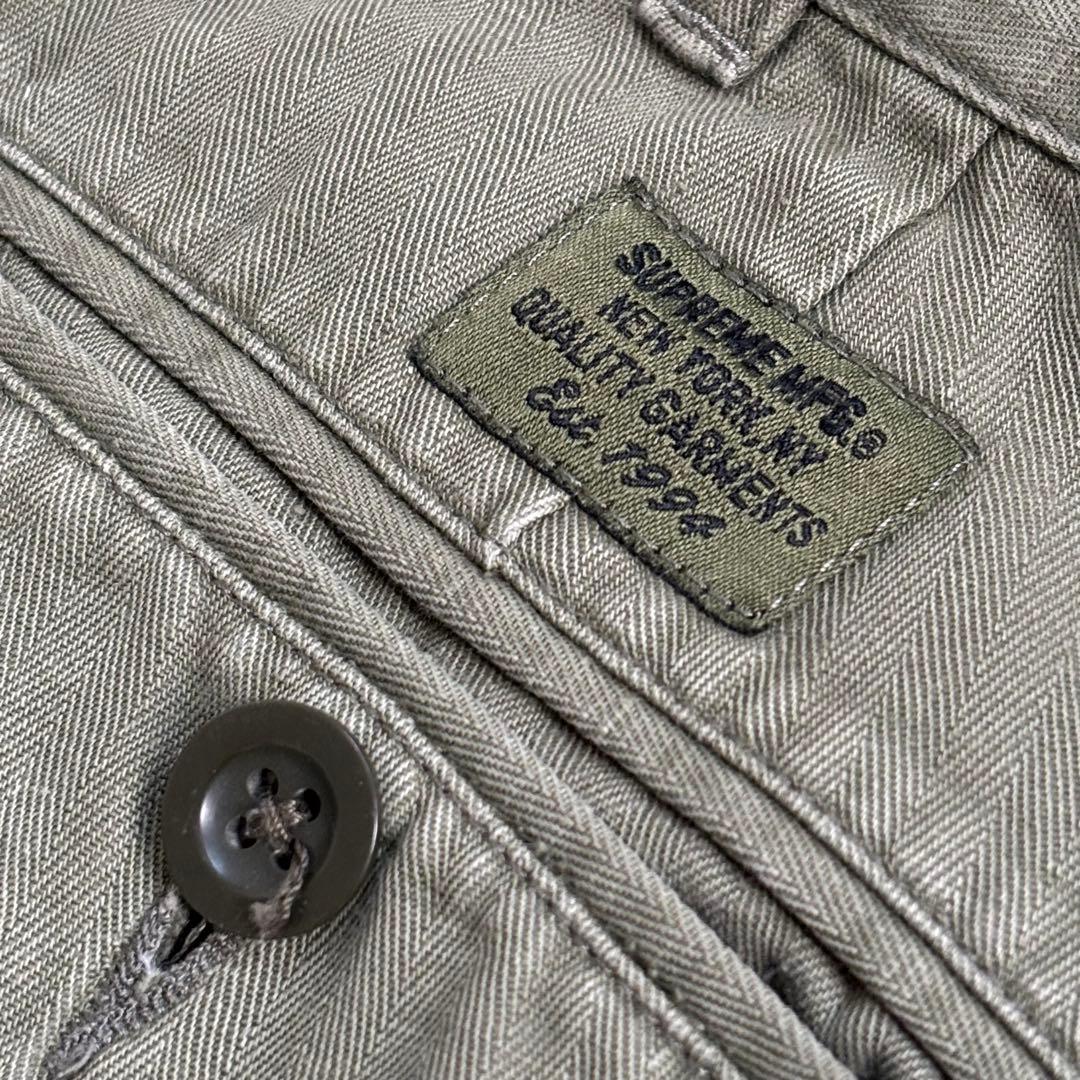 SUPREME MFG.®
NEW YORK, NY
QUALITY GARMENTS
Est 1994